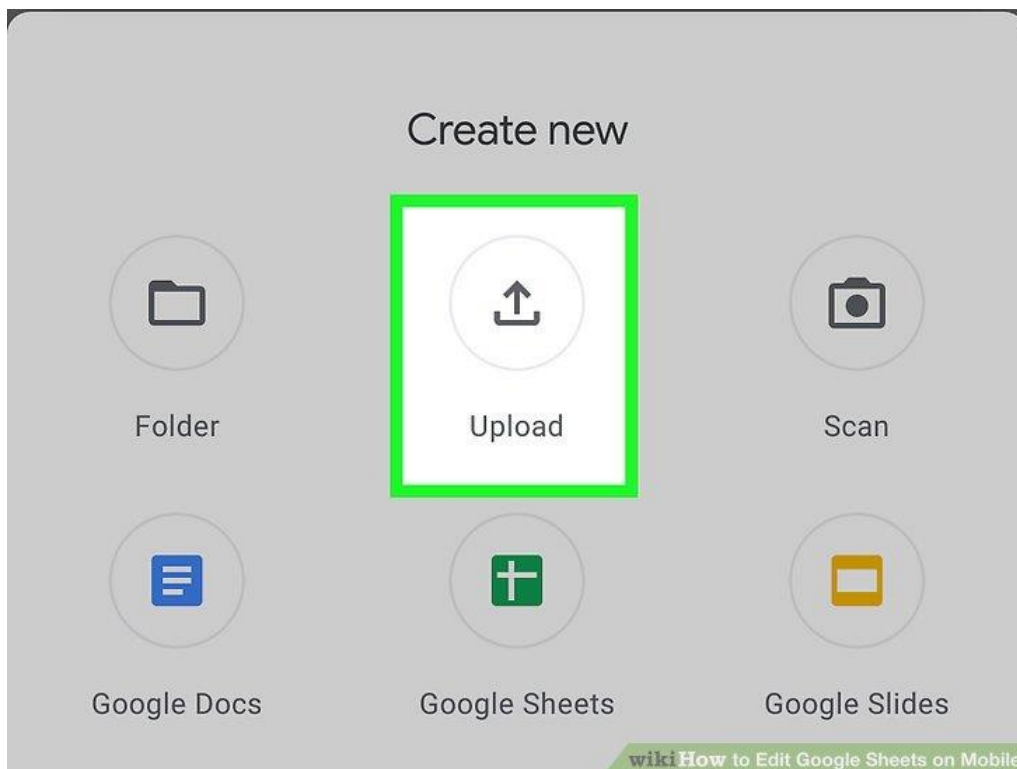 Create new
Folder
Upload
Scan
Google Docs
Google Sheets
Google Slides
wikiHow to Edit Google Sheets on Mobile